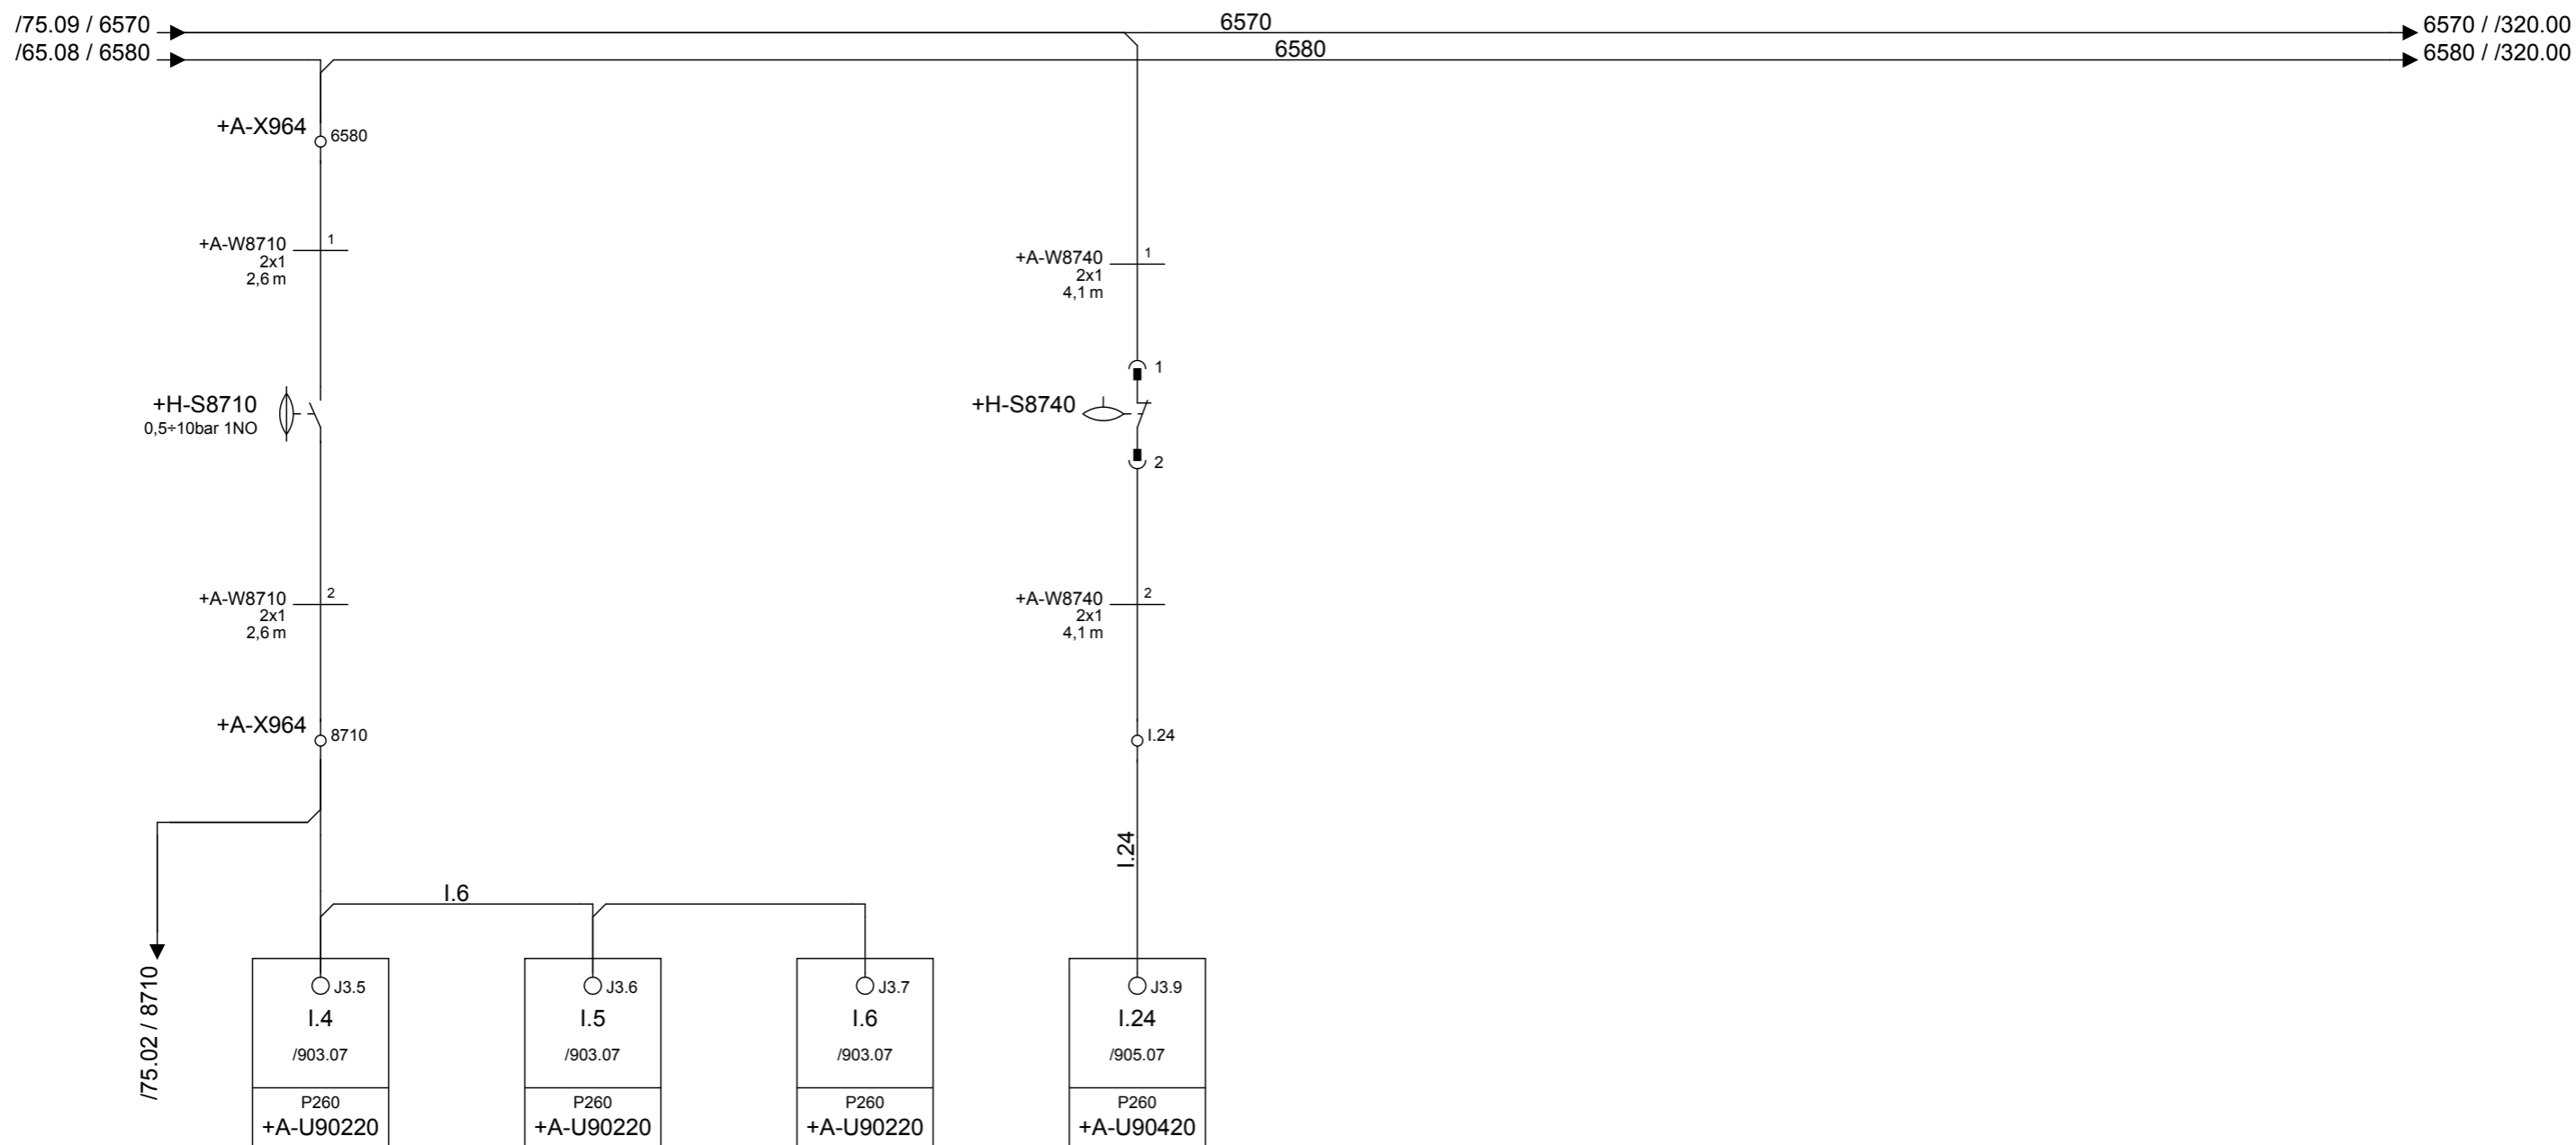 /75.09 / 6570
6570
6570 / /320.00
/65.08 / 6580
6580
6580 / /320.00
+A-X964
6580
+A-W8710
1
2x1
2,6 m
+A-W8740
1
2x1
4,1 m
1
+H-S8710
0,5÷10bar 1NO
+H-S8740
2
+A-W8710
2
2x1
2,6 m
+A-W8740
2
2x1
4,1 m
+A-X964
8710
I.24
I.24
I.6
/75.02 / 8710
J3.5
I.4
/903.07
P260
+A-U90220
J3.6
I.5
/903.07
P260
+A-U90220
J3.7
I.6
/903.07
P260
+A-U90220
J3.9
I.24
/905.07
P260
+A-U90420